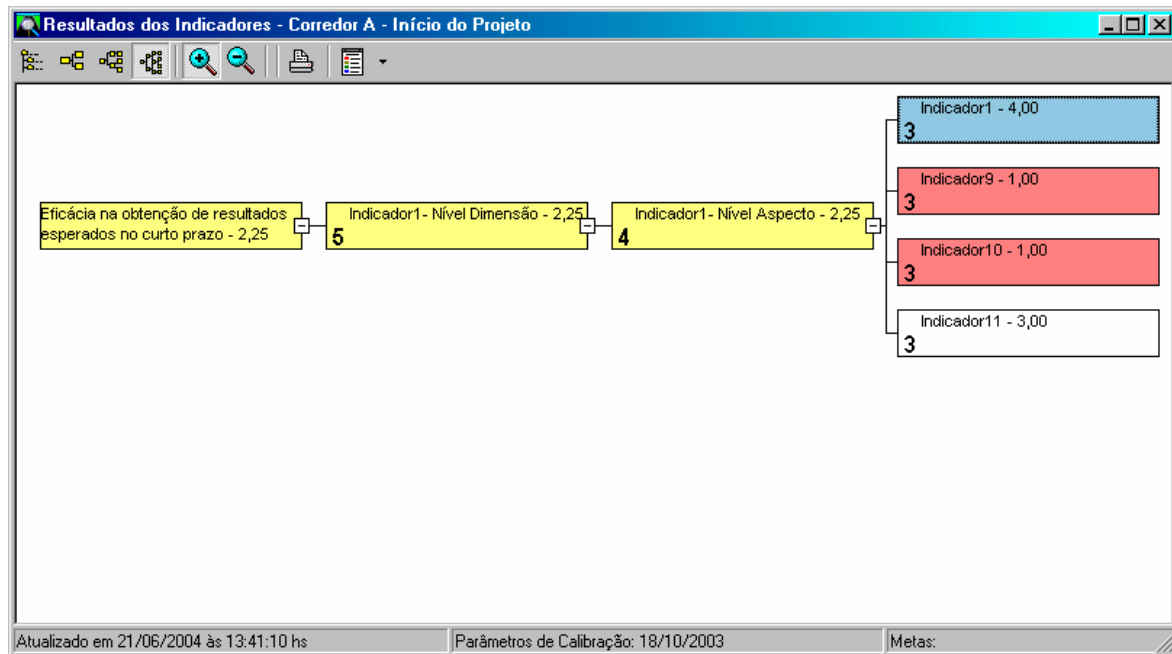 Resultados dos Indicadores - Corredor A - Início do Projeto
Indicador1 - 4,00
3
Indicador9 - 1,00
3
Eficácia na obtenção de resultados
esperados no curto prazo - 2,25
Indicador1- Nível Dimensão - 2,25
5
Indicador1- Nível Aspecto - 2,25
4
Indicador10 - 1,00
3
Indicador11 - 3,00
3
Atualizado em 21/06/2004 às 13:41:10 hs
Parâmetros de Calibração: 18/10/2003
Metas: